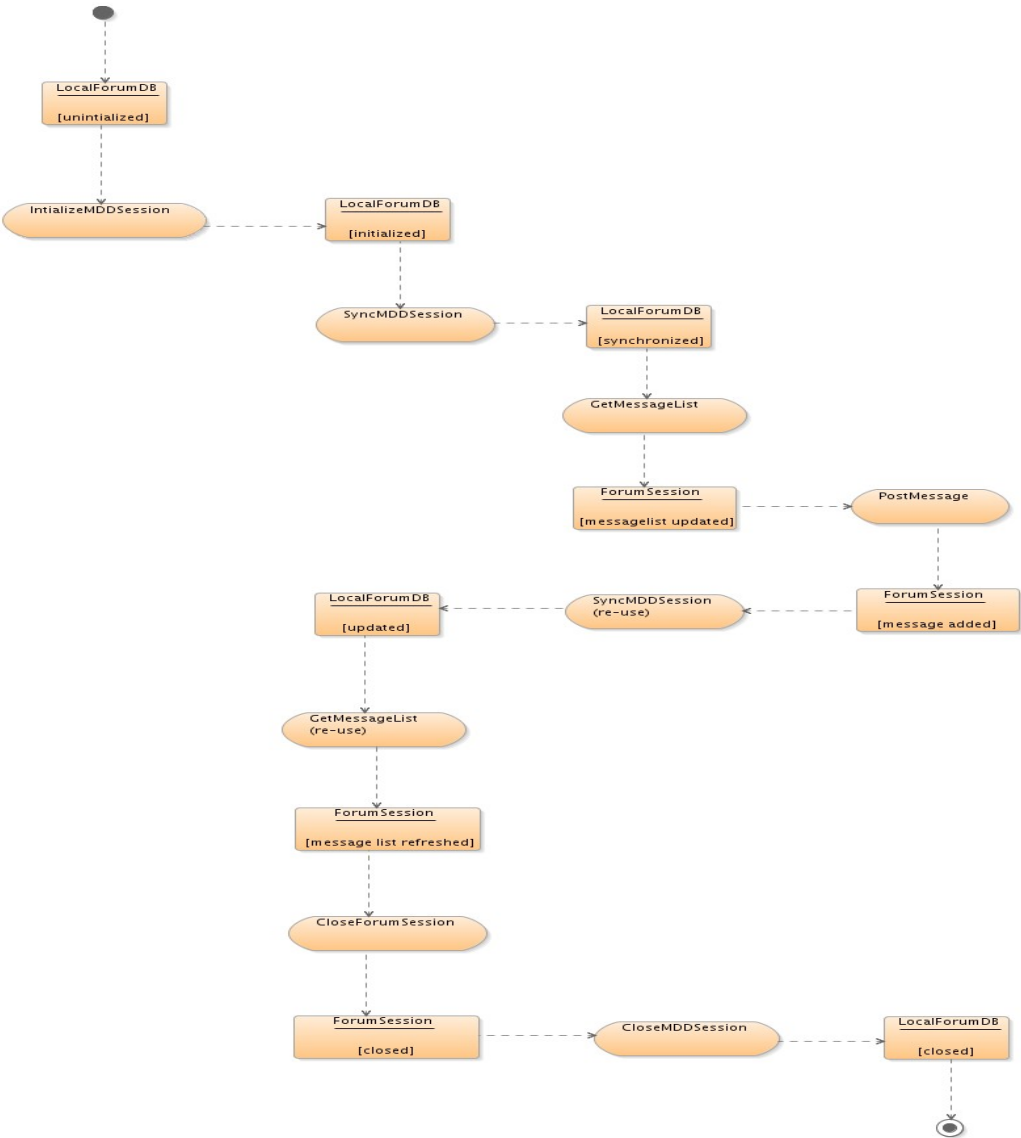 LocalForumDB
[unintialized]
IntializeMDDSession
LocalForumDB
[initialized]
SyncMDDSession
LocalForumDB
[synchronized]
GetMessageList
ForumSession
[messagelist updated]
PostMessage
ForumSession
[message added]
SyncMDDSession
(re-use)
LocalForumDB
[updated]
GetMessageList
(re-use)
ForumSession
[message list refreshed]
CloseForumSession
ForumSession
[closed]
CloseMDDSession
LocalForumDB
[closed]